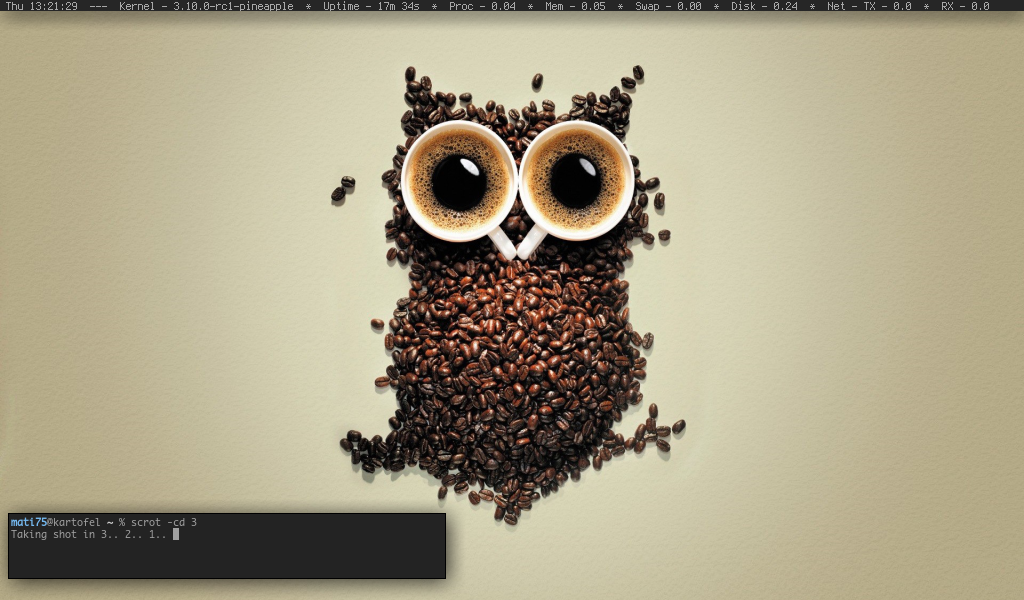 Thu 13:21:29  ---  Kernel - 3.10.0-rc1-pineapple  *  Uptime - 17m 34s  *  Proc - 0.04  *  Mem - 0.05  *  Swap - 0.00  *  Disk - 0.24  *  Net - TX - 0.0  *  RX - 0.0
mati75@kartofel ~ % scrot -cd 3
Taking shot in 3.. 2.. 1..